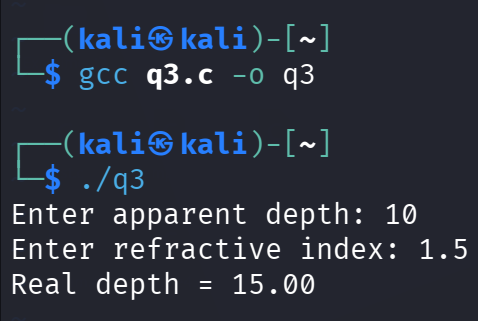 ┌──(kali㉿kali)-[~]
└─$ gcc q3.c -o q3
┌──(kali㉿kali)-[~]
└─$ ./q3
Enter apparent depth: 10
Enter refractive index: 1.5
Real depth = 15.00